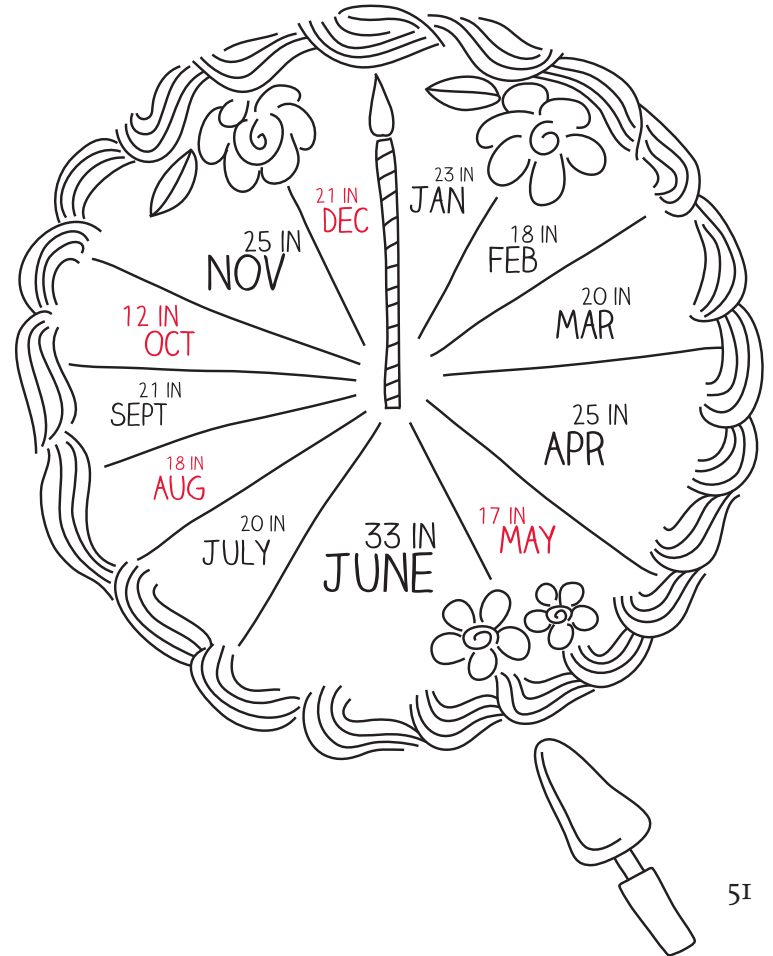 23 IN
JAN
18 IN
FEB
20 IN
MAR
25 IN
APR
17 IN
MAY
33 IN
JUNE
20 IN
JULY
18 IN
AUG
21 IN
SEPT
12 IN
OCT
25 IN
NOV
21 IN
DEC
51